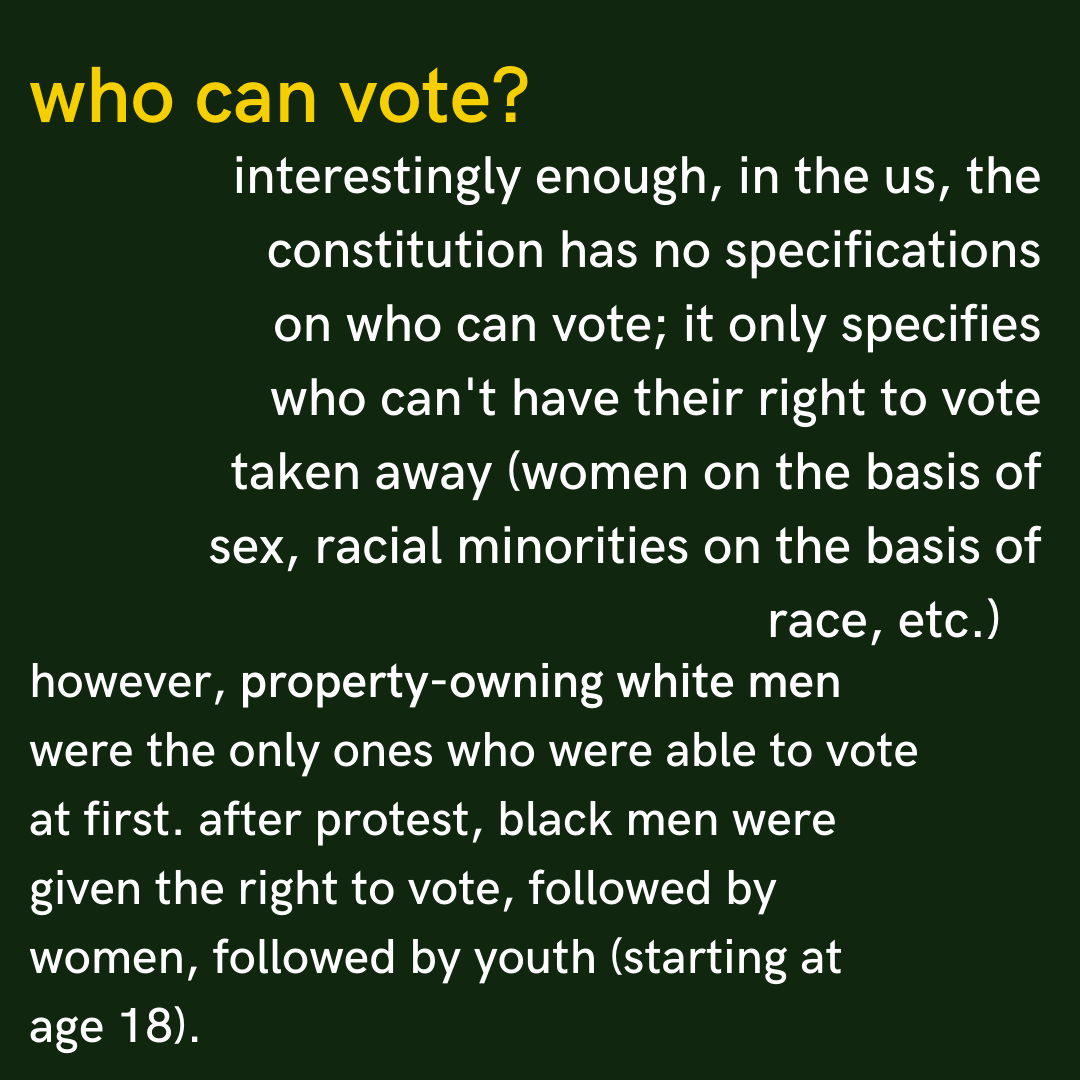 who can vote?
interestingly enough, in the us, the
constitution has no specifications
on who can vote; it only specifies
who can't have their right to vote
taken away (women on the basis of
sex, racial minorities on the basis of
race, etc.)
however, property-owning white men
were the only ones who were able to vote
at first. after protest, black men were
given the right to vote, followed by
women, followed by youth (starting at
age 18).